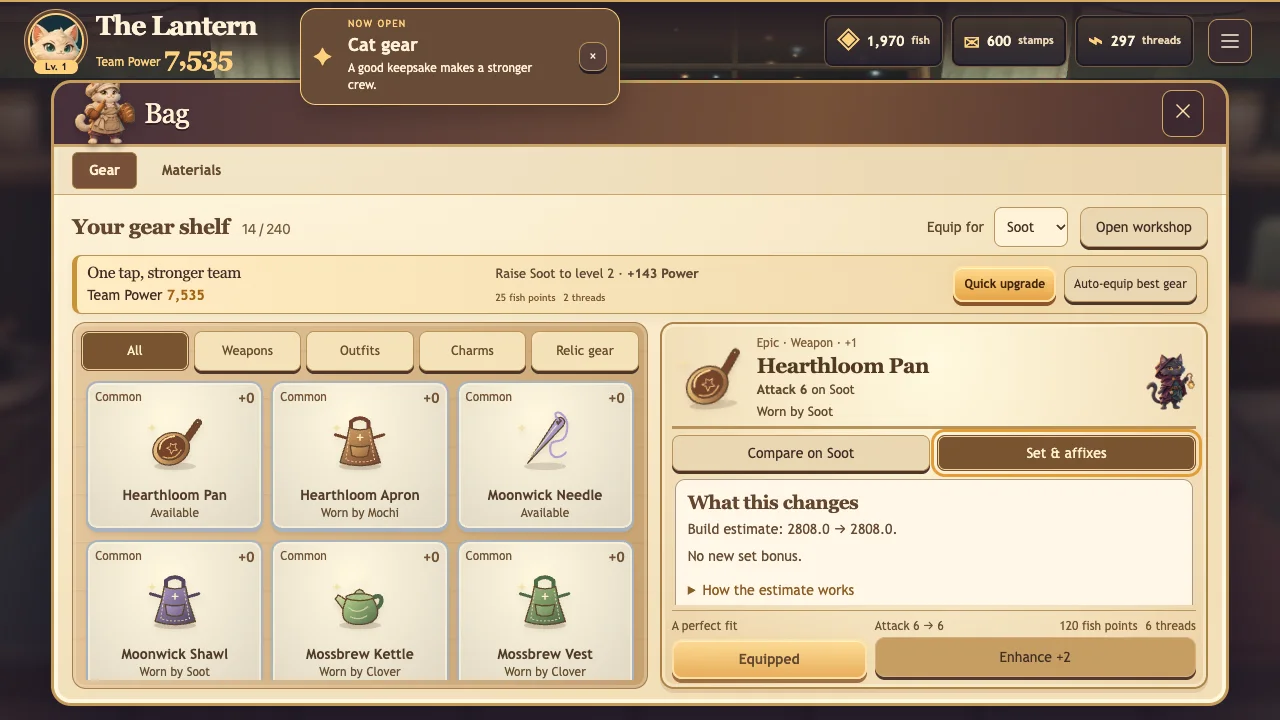 The Lantern
Lv. 1
Team Power 7,535
NOW OPEN
Cat gear
A good keepsake makes a stronger
crew.
×
1,970 fish
600 stamps
297 threads
Bag
Gear
Materials
Your gear shelf 14 / 240
Equip for
Soot
Open workshop
One tap, stronger team
Team Power 7,535
Raise Soot to level 2 · +143 Power
25 fish points 2 threads
Quick upgrade
Auto-equip best gear
All
Weapons
Outfits
Charms
Relic gear
Common +0
Hearthloom Pan
Available
Common +0
Hearthloom Apron
Worn by Mochi
Common +0
Moonwick Needle
Available
Common +0
Moonwick Shawl
Worn by Soot
Common +0
Mossbrew Kettle
Worn by Clover
Common +0
Mossbrew Vest
Worn by Clover
Epic · Weapon · +1
Hearthloom Pan
Attack 6 on Soot
Worn by Soot
Compare on Soot
Set & affixes
What this changes
Build estimate: 2808.0 → 2808.0.
No new set bonus.
How the estimate works
A perfect fit
Equipped
Attack 6 → 6
120 fish points 6 threads
Enhance +2